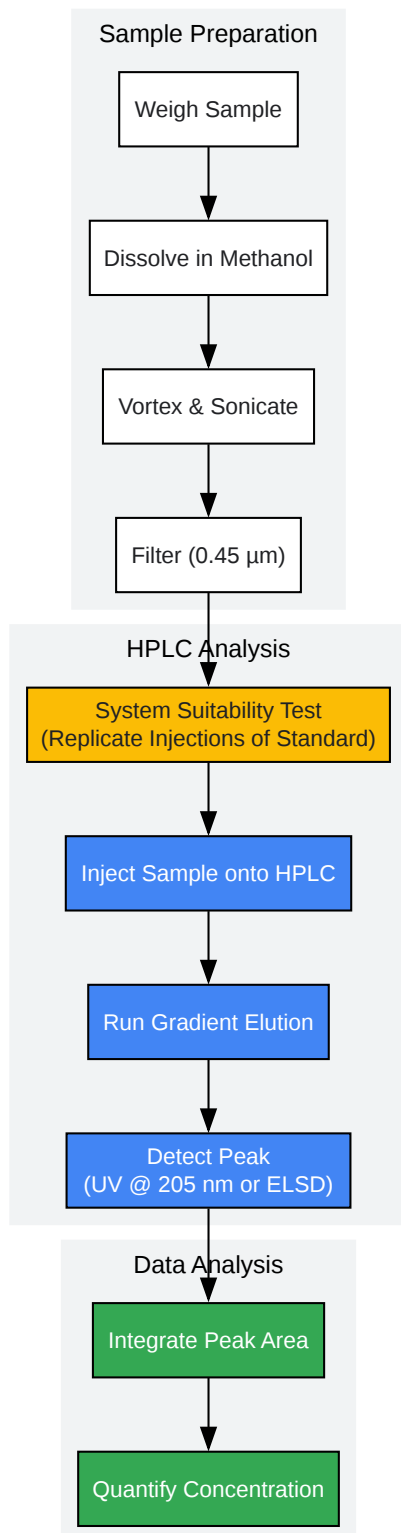 Sample Preparation
Weigh Sample
Dissolve in Methanol
Vortex & Sonicate
Filter (0.45 µm)
HPLC Analysis
System Suitability Test
(Replicate Injections of Standard)
Inject Sample onto HPLC
Run Gradient Elution
Detect Peak
(UV @ 205 nm or ELSD)
Data Analysis
Integrate Peak Area
Quantify Concentration